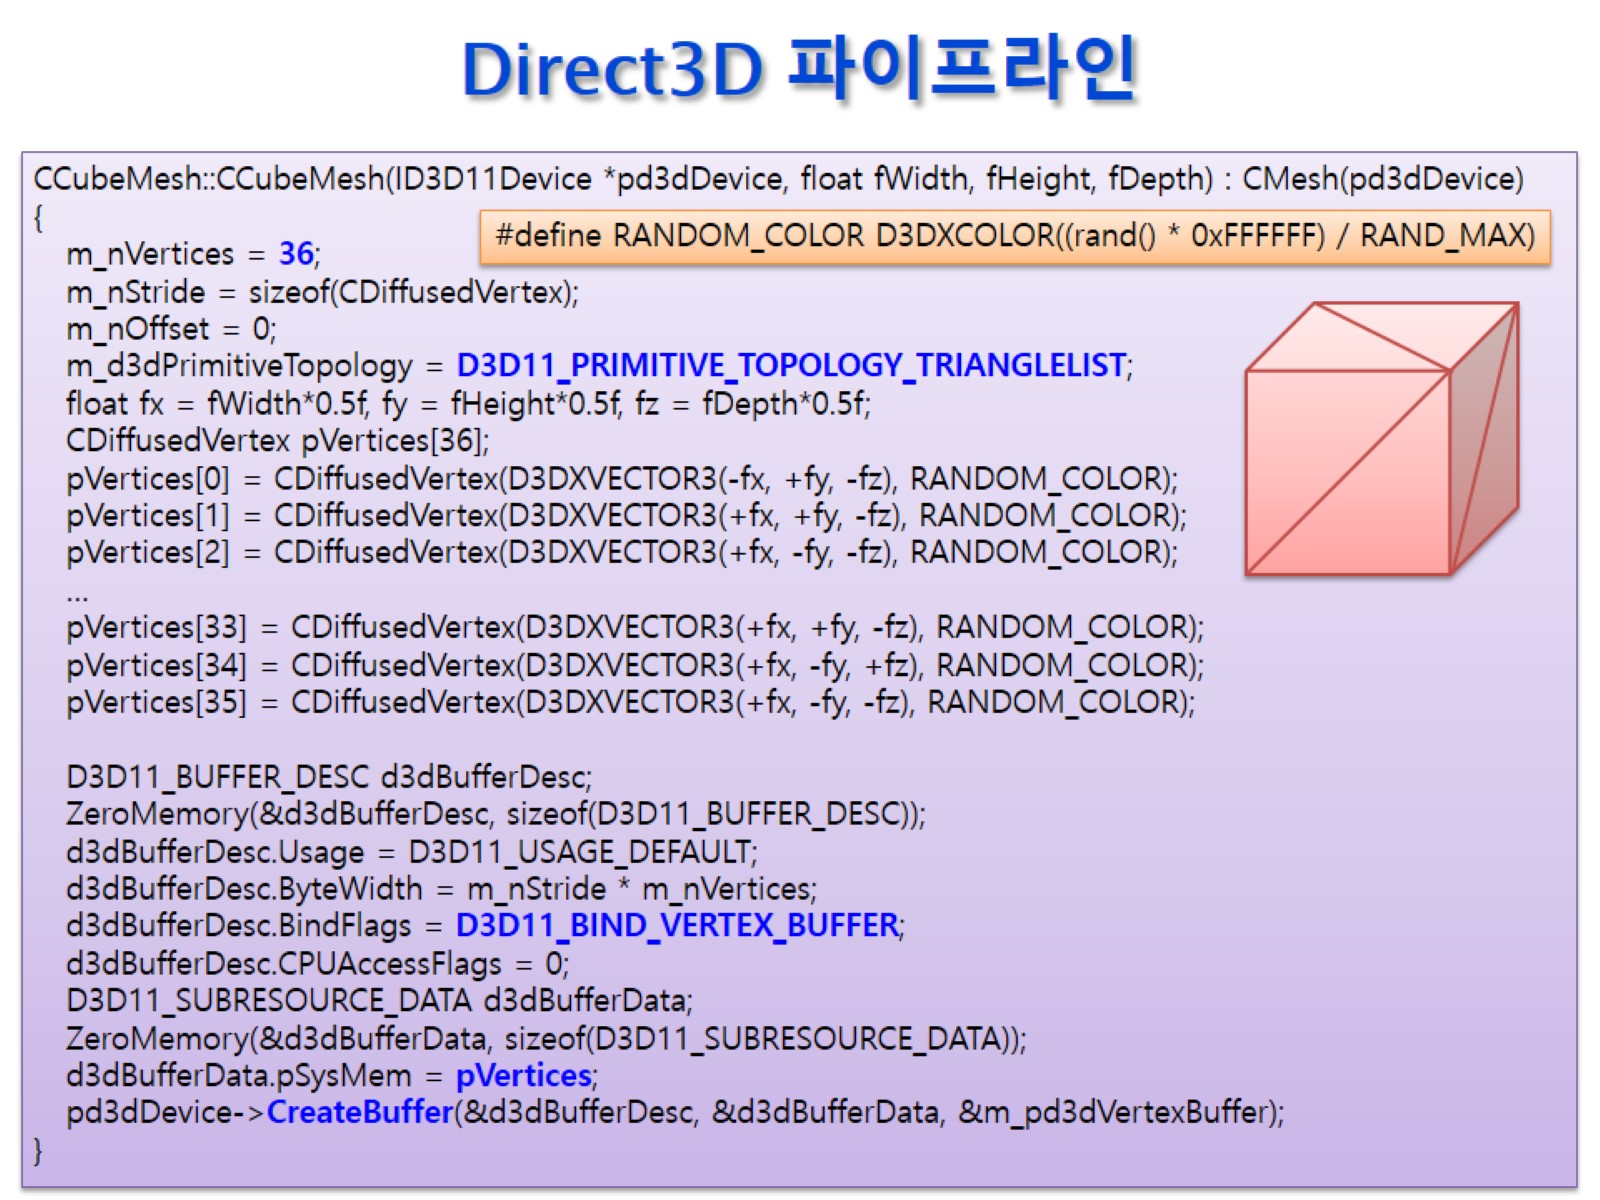 Direct3D 파이프라인
CCubeMesh::CCubeMesh(ID3D11Device *pd3dDevice, float fWidth, fHeight, fDepth) : CMesh(pd3dDevice)
{
#define RANDOM_COLOR D3DXCOLOR((rand() * 0xFFFFFF) / RAND_MAX)
m_nVertices = 36;
m_nStride = sizeof(CDiffusedVertex);
m_nOffset = 0;
m_d3dPrimitiveTopology = D3D11_PRIMITIVE_TOPOLOGY_TRIANGLELIST;
float fx = fWidth*0.5f, fy = fHeight*0.5f, fz = fDepth*0.5f;
CDiffusedVertex pVertices[36];
pVertices[0] = CDiffusedVertex(D3DXVECTOR3(-fx, +fy, -fz), RANDOM_COLOR);
pVertices[1] = CDiffusedVertex(D3DXVECTOR3(+fx, +fy, -fz), RANDOM_COLOR);
pVertices[2] = CDiffusedVertex(D3DXVECTOR3(+fx, -fy, -fz), RANDOM_COLOR);
...
pVertices[33] = CDiffusedVertex(D3DXVECTOR3(+fx, +fy, -fz), RANDOM_COLOR);
pVertices[34] = CDiffusedVertex(D3DXVECTOR3(+fx, -fy, +fz), RANDOM_COLOR);
pVertices[35] = CDiffusedVertex(D3DXVECTOR3(+fx, -fy, -fz), RANDOM_COLOR);
D3D11_BUFFER_DESC d3dBufferDesc;
ZeroMemory(&d3dBufferDesc, sizeof(D3D11_BUFFER_DESC));
d3dBufferDesc.Usage = D3D11_USAGE_DEFAULT;
d3dBufferDesc.ByteWidth = m_nStride * m_nVertices;
d3dBufferDesc.BindFlags = D3D11_BIND_VERTEX_BUFFER;
d3dBufferDesc.CPUAccessFlags = 0;
D3D11_SUBRESOURCE_DATA d3dBufferData;
ZeroMemory(&d3dBufferData, sizeof(D3D11_SUBRESOURCE_DATA));
d3dBufferData.pSysMem = pVertices;
pd3dDevice->CreateBuffer(&d3dBufferDesc, &d3dBufferData, &m_pd3dVertexBuffer);
}